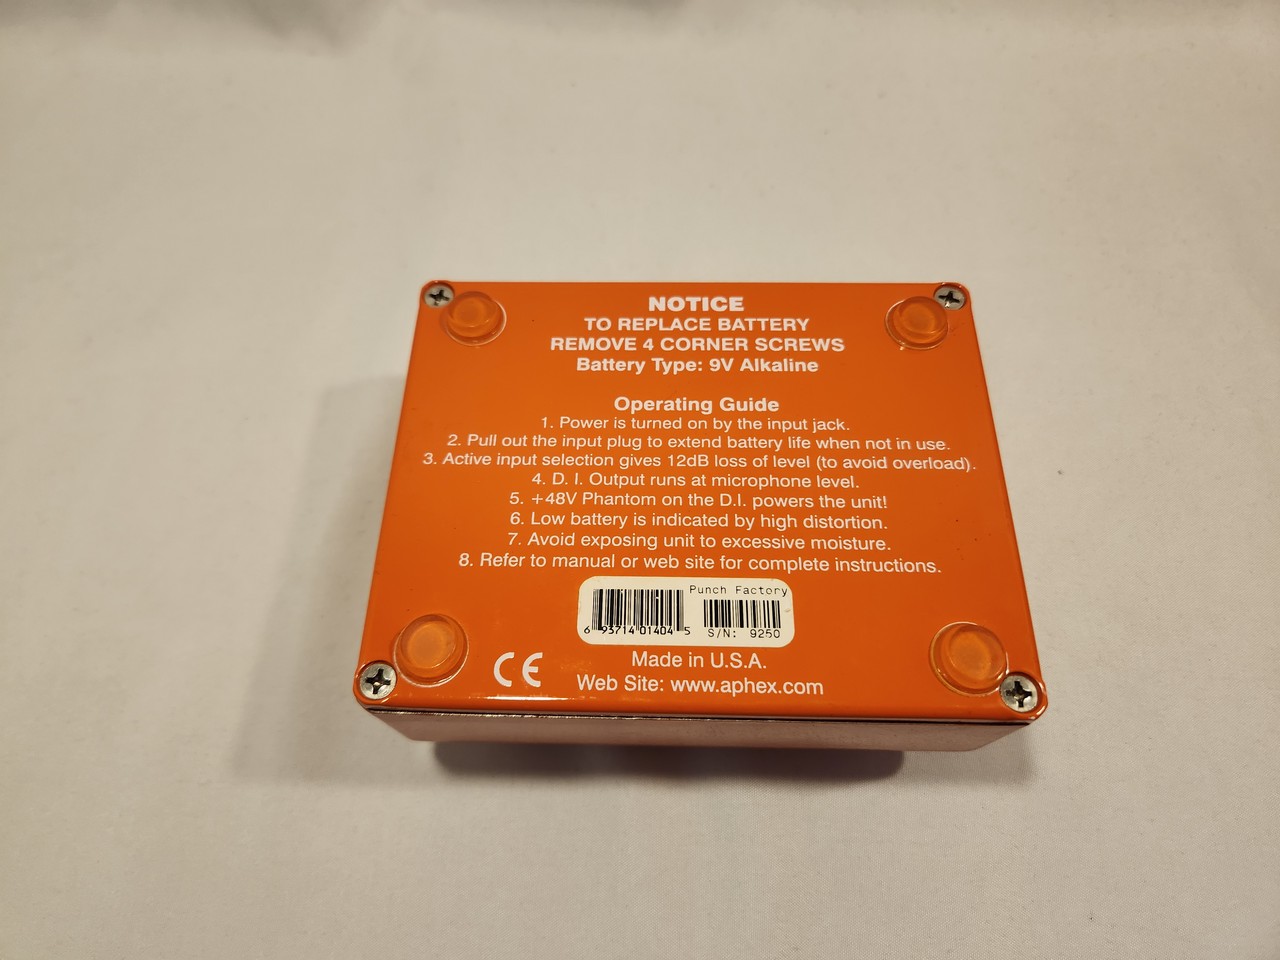 NOTICE
TO REPLACE BATTERY
REMOVE 4 CORNER SCREWS
Battery Type: 9V Alkaline
Operating Guide
1. Power is turned on by the input jack.
2. Pull out the input plug to extend battery life when not in use.
3. Active input selection gives 12dB loss of level (to avoid overload).
4. D. I. Output runs at microphone level.
5. +48V Phantom on the D.I. powers the unit!
6. Low battery is indicated by high distortion.
7. Avoid exposing unit to excessive moisture.
8. Refer to manual or web site for complete instructions.
Punch Factory
6 93714 01404 5
S/N: 9250
CE
Made in U.S.A.
Web Site: www.aphex.com